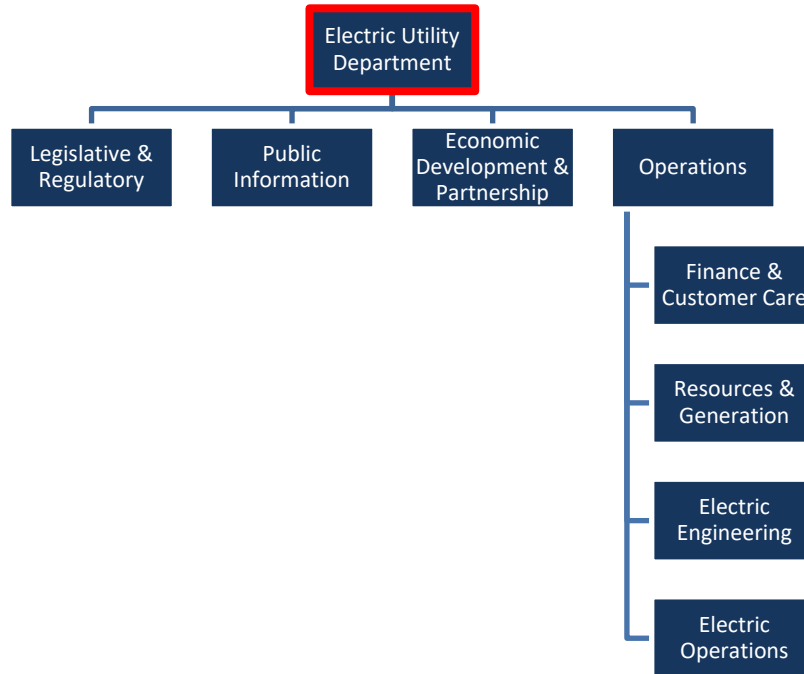 Electric Utility
Department
Legislative &
Regulatory
Public
Information
Economic
Development &
Partnership
Operations
Finance &
Customer Care
Resources &
Generation
Electric
Engineering
Electric
Operations